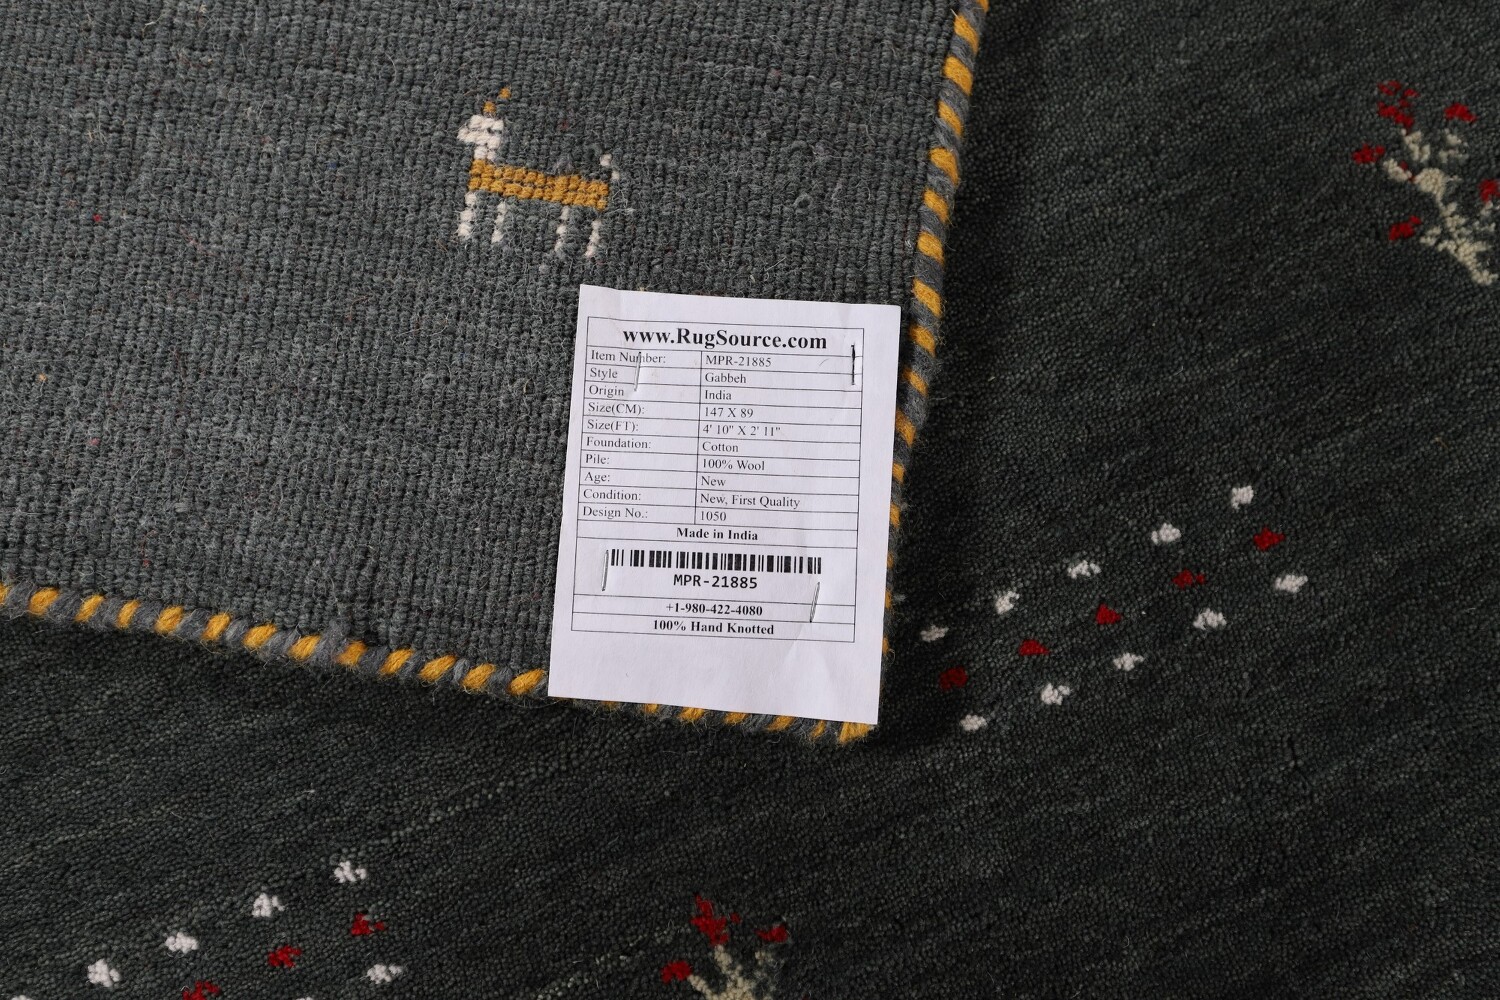 www.RugSource.com
Item Number: MPR-21885
Style Gabbeh
Origin India
Size(CM): 147 X 89
Size(FT): 4' 10" X 2' 11"
Foundation: Cotton
Pile: 100% Wool
Age: New
Condition: New, First Quality
Design No.: 1050
Made in India
MPR-21885
+1-980-422-4080
100% Hand Knotted